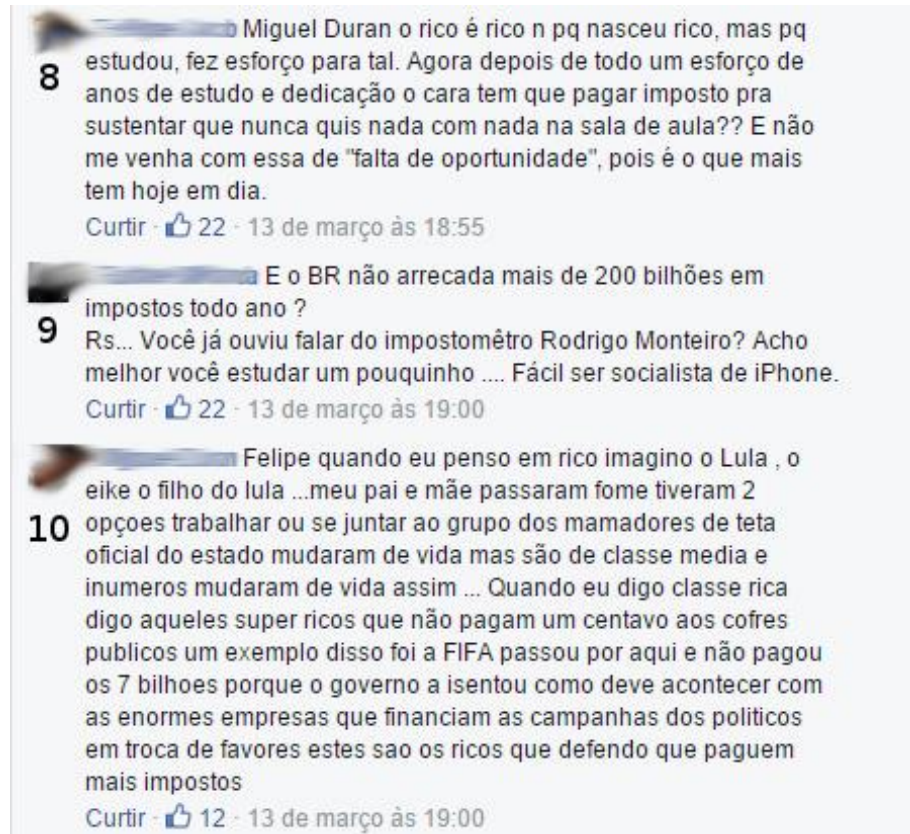 Miguel Duran o rico é rico n pq nasceu rico, mas pq
8
estudou, fez esforço para tal. Agora depois de todo um esforço de
anos de estudo e dedicação o cara tem que pagar imposto pra
sustentar que nunca quis nada com nada na sala de aula?? E não
me venha com essa de "falta de oportunidade", pois é o que mais
tem hoje em dia.
Curtir · 22 · 13 de março às 18:55
E o BR não arrecada mais de 200 bilhões em
impostos todo ano ?
9
Rs... Você já ouviu falar do impostomêtro Rodrigo Monteiro? Acho
melhor você estudar um pouquinho .... Fácil ser socialista de iPhone.
Curtir · 22 · 13 de março às 19:00
Felipe quando eu penso em rico imagino o Lula , o
eike o filho do lula ...meu pai e mãe passaram fome tiveram 2
10
opçoes trabalhar ou se juntar ao grupo dos mamadores de teta
oficial do estado mudaram de vida mas são de classe media e
inumeros mudaram de vida assim ... Quando eu digo classe rica
digo aqueles super ricos que não pagam um centavo aos cofres
publicos um exemplo disso foi a FIFA passou por aqui e não pagou
os 7 bilhoes porque o governo a isentou como deve acontecer com
as enormes empresas que financiam as campanhas dos politicos
em troca de favores estes sao os ricos que defendo que paguem
mais impostos
Curtir · 12 · 13 de março às 19:00